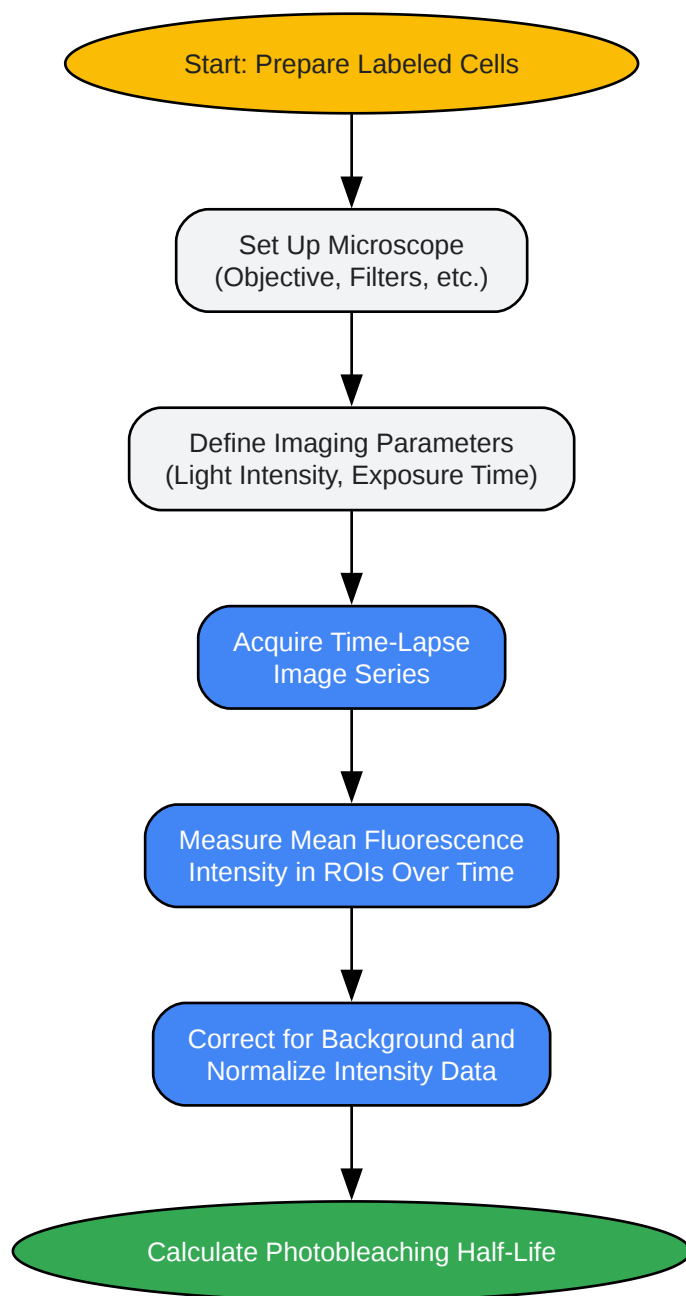 Start: Prepare Labeled Cells
Set Up Microscope
(Objective, Filters, etc.)
Define Imaging Parameters
(Light Intensity, Exposure Time)
Acquire Time-Lapse
Image Series
Measure Mean Fluorescence
Intensity in ROIs Over Time
Correct for Background and
Normalize Intensity Data
Calculate Photobleaching Half-Life